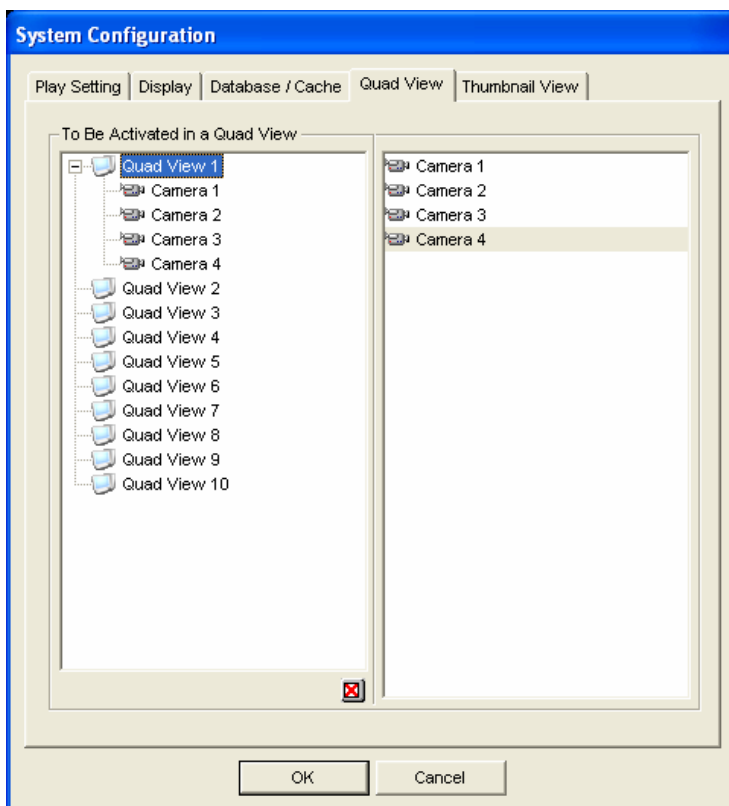 System Configuration
Play Setting
Display
Database / Cache
Quad View
Thumbnail View
To Be Activated in a Quad View
Quad View 1
Camera 1
Camera 2
Camera 3
Camera 4
Quad View 2
Quad View 3
Quad View 4
Quad View 5
Quad View 6
Quad View 7
Quad View 8
Quad View 9
Quad View 10
Camera 1
Camera 2
Camera 3
Camera 4
OK
Cancel